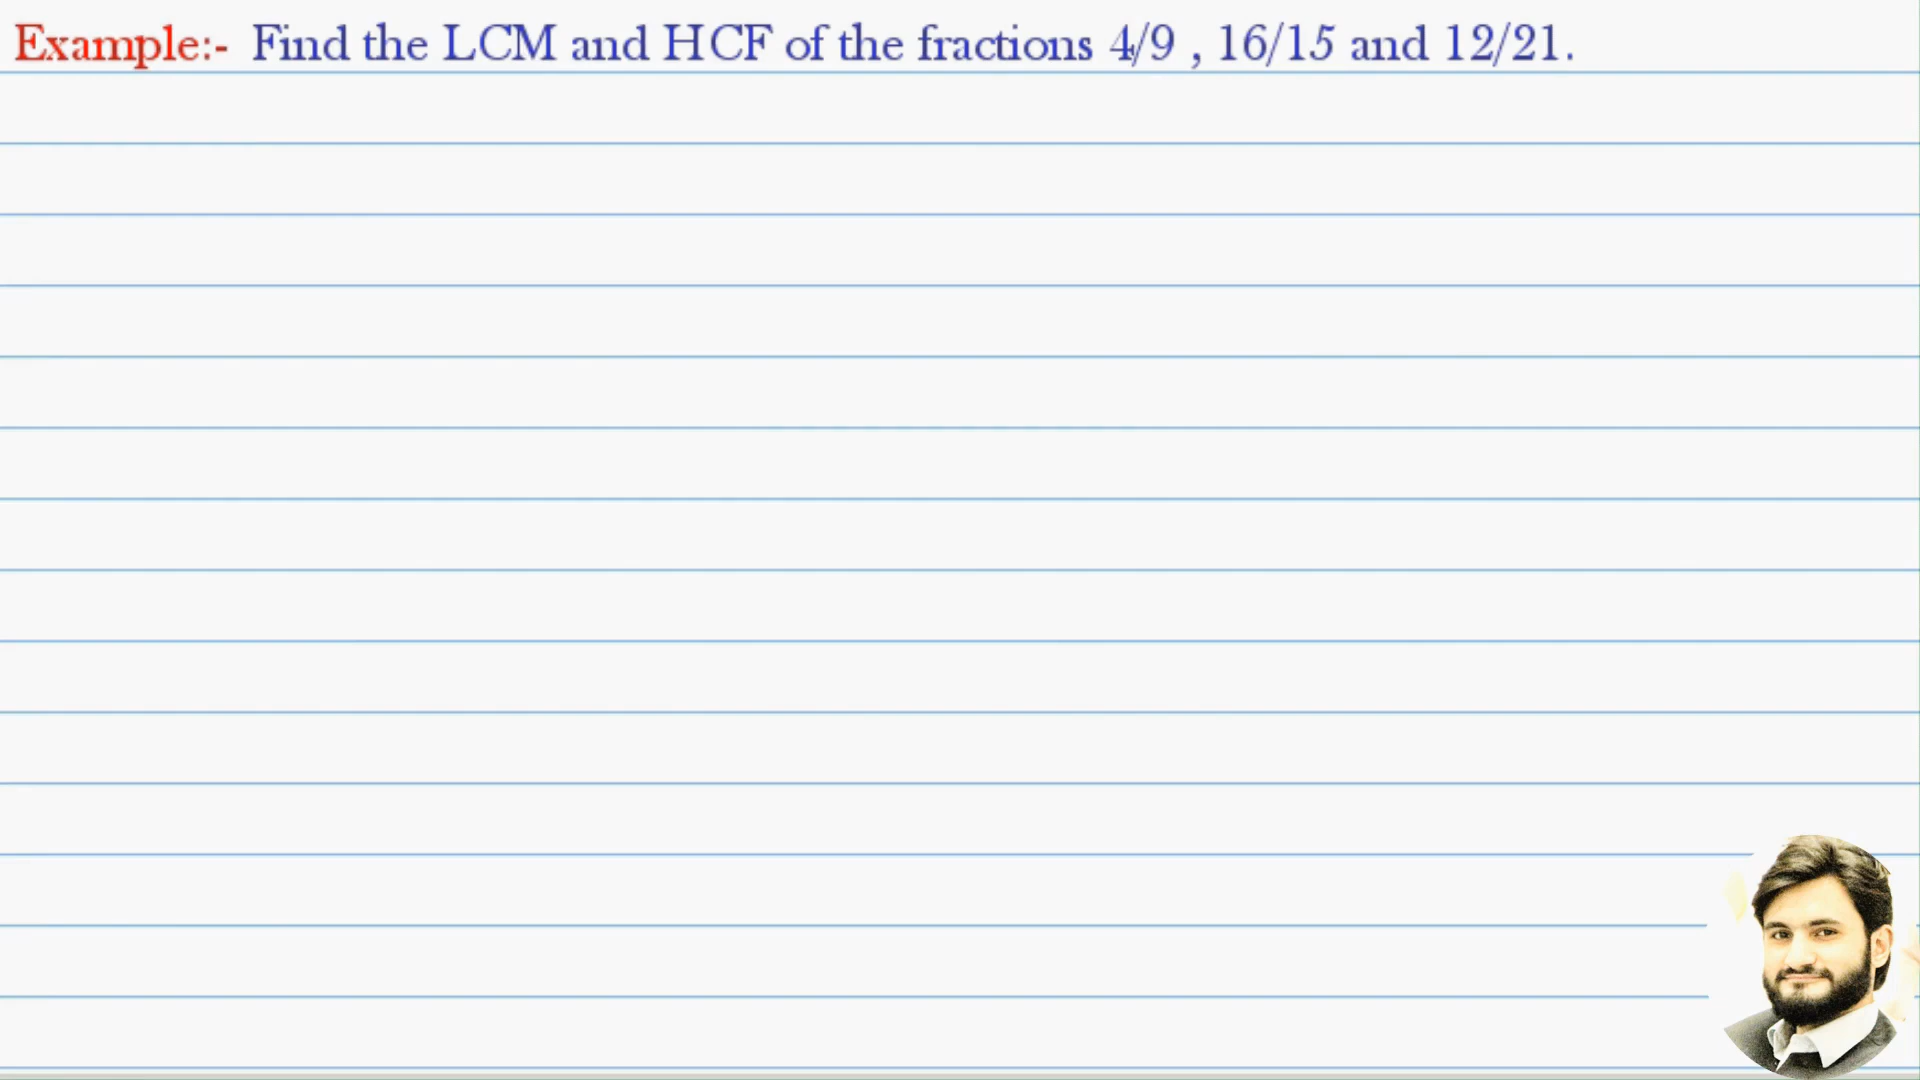 Example:- Find the LCM and HCF of the fractions 4/9 , 16/15 and 12/21.